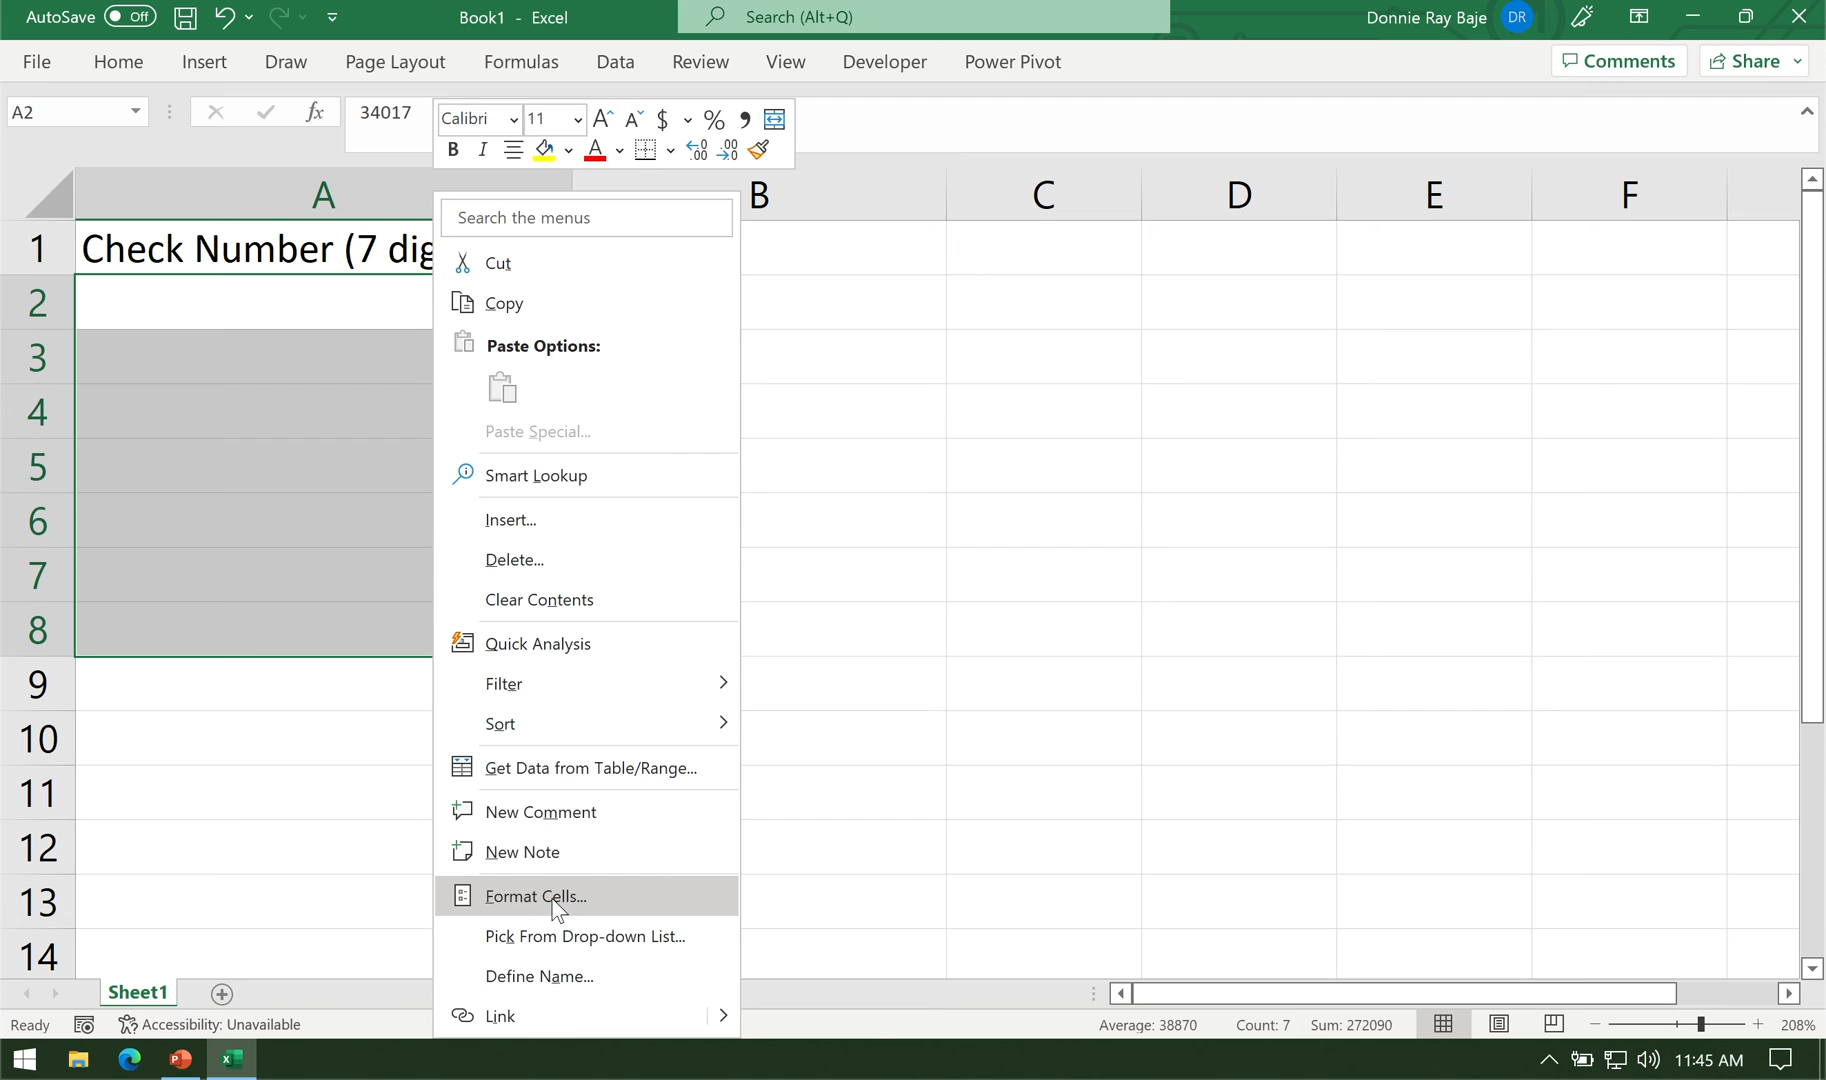 AutoSave Off Book1 - Excel Search (Alt+Q) Donnie Ray Baje DR
File Home Insert Draw Page Layout Formulas Data Review View Developer Power Pivot Comments Share
A2 fx 34017
Calibri 11 A A $ % ,
B I A .00 .00
A B C D E F
Search the menus
1 Check Number (7 dig
Cut
2
Copy
3
Paste Options:
4
Paste Special...
5
Smart Lookup
6
Insert...
Delete...
7
Clear Contents
8
Quick Analysis
9
Filter
Sort
10
Get Data from Table/Range...
11
New Comment
12
New Note
13
Format Cells...
Pick From Drop-down List...
14
Define Name...
Sheet1
Link
Ready Accessibility: Unavailable Average: 38870 Count: 7 Sum: 272090 208%
11:45 AM